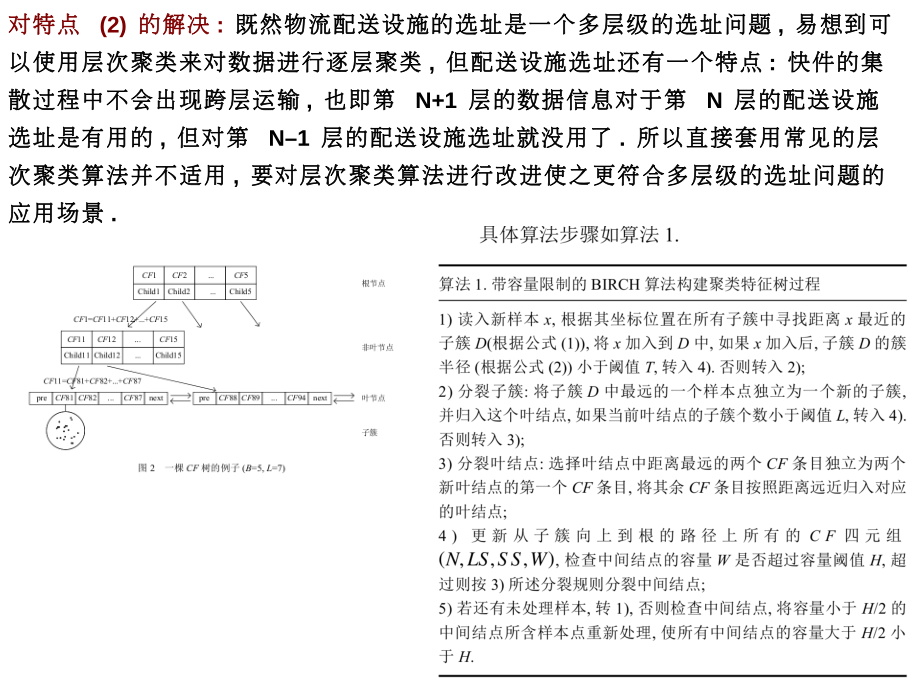 对特点 (2) 的解决：既然物流配送设施的选址是一个多层级的选址问题，易想到可
以使用层次聚类来对数据进行逐层聚类，但配送设施选址还有一个特点：快件的集
散过程中不会出现跨层运输，也即第 N+1 层的数据信息对于第 N 层的配送设施
选址是有用的，但对第 N–1 层的配送设施选址就没用了．所以直接套用常见的层
次聚类算法并不适用，要对层次聚类算法进行改进使之更符合多层级的选址问题的
应用场景．
CF1 CF2 ... CF5
Child1 Child2 ... Child5
根节点
CF1=CF11+CF12+...+CF15
CF11 CF12 ... CF15
Child11 Child12 ... Child15
非叶节点
CF11=CF81+CF82+...+CF87
pre CF81 CF82 ... CF87 next pre CF88 CF89 ... CF94 next
叶节点
子簇
图 2 一棵 CF 树的例子 (B=5, L=7)
具体算法步骤如算法 1.
算法 1. 带容量限制的 BIRCH 算法构建聚类特征树过程
1) 读入新样本 x, 根据其坐标位置在所有子簇中寻找距离 x 最近的
子簇 D(根据公式 (1)), 将 x 加入到 D 中, 如果 x 加入后, 子簇 D 的簇
半径 (根据公式 (2)) 小于阈值 T, 转入 4). 否则转入 2);
2) 分裂子簇: 将子簇 D 中最远的一个样本点独立为一个新的子簇,
并归入这个叶结点, 如果当前叶结点的子簇个数小于阈值 L, 转入 4).
否则转入 3);
3) 分裂叶结点: 选择叶结点中距离最远的两个 CF 条目独立为两个
新叶结点的第一个 CF 条目, 将其余 CF 条目按照距离远近归入对应
的叶结点;
4) 更新从子簇向上到根的路径上所有的 CF 四元组
(N, LS, SS, W), 检查中间结点的容量 W 是否超过容量阈值 H, 超
过则按 3) 所述分裂规则分裂中间结点;
5) 若还有未处理样本, 转 1), 否则检查中间结点, 将容量小于 H/2 的
中间结点所含样本点重新处理, 使所有中间结点的容量大于 H/2 小
于 H.